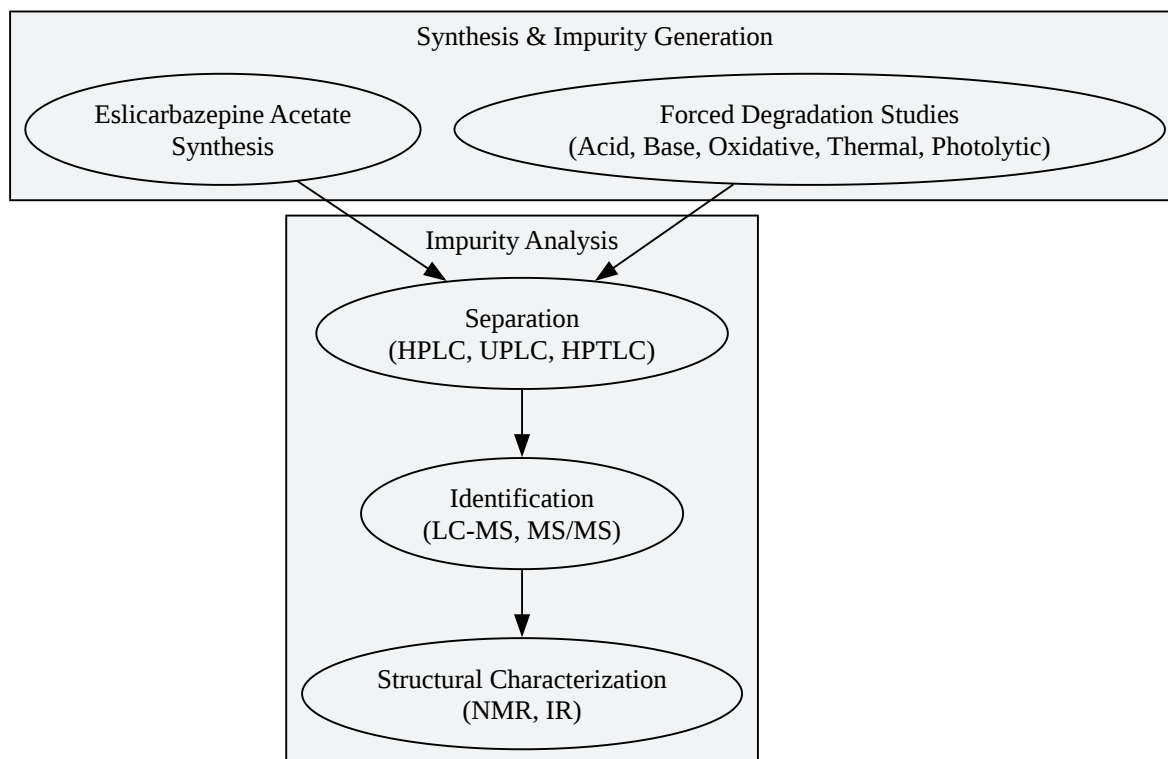 Synthesis & Impurity Generation
Eslicarbazepine Acetate
Synthesis
Forced Degradation Studies
(Acid, Base, Oxidative, Thermal, Photolytic)
Impurity Analysis
Separation
(HPLC, UPLC, HPTLC)
Identification
(LC-MS, MS/MS)
Structural Characterization
(NMR, IR)